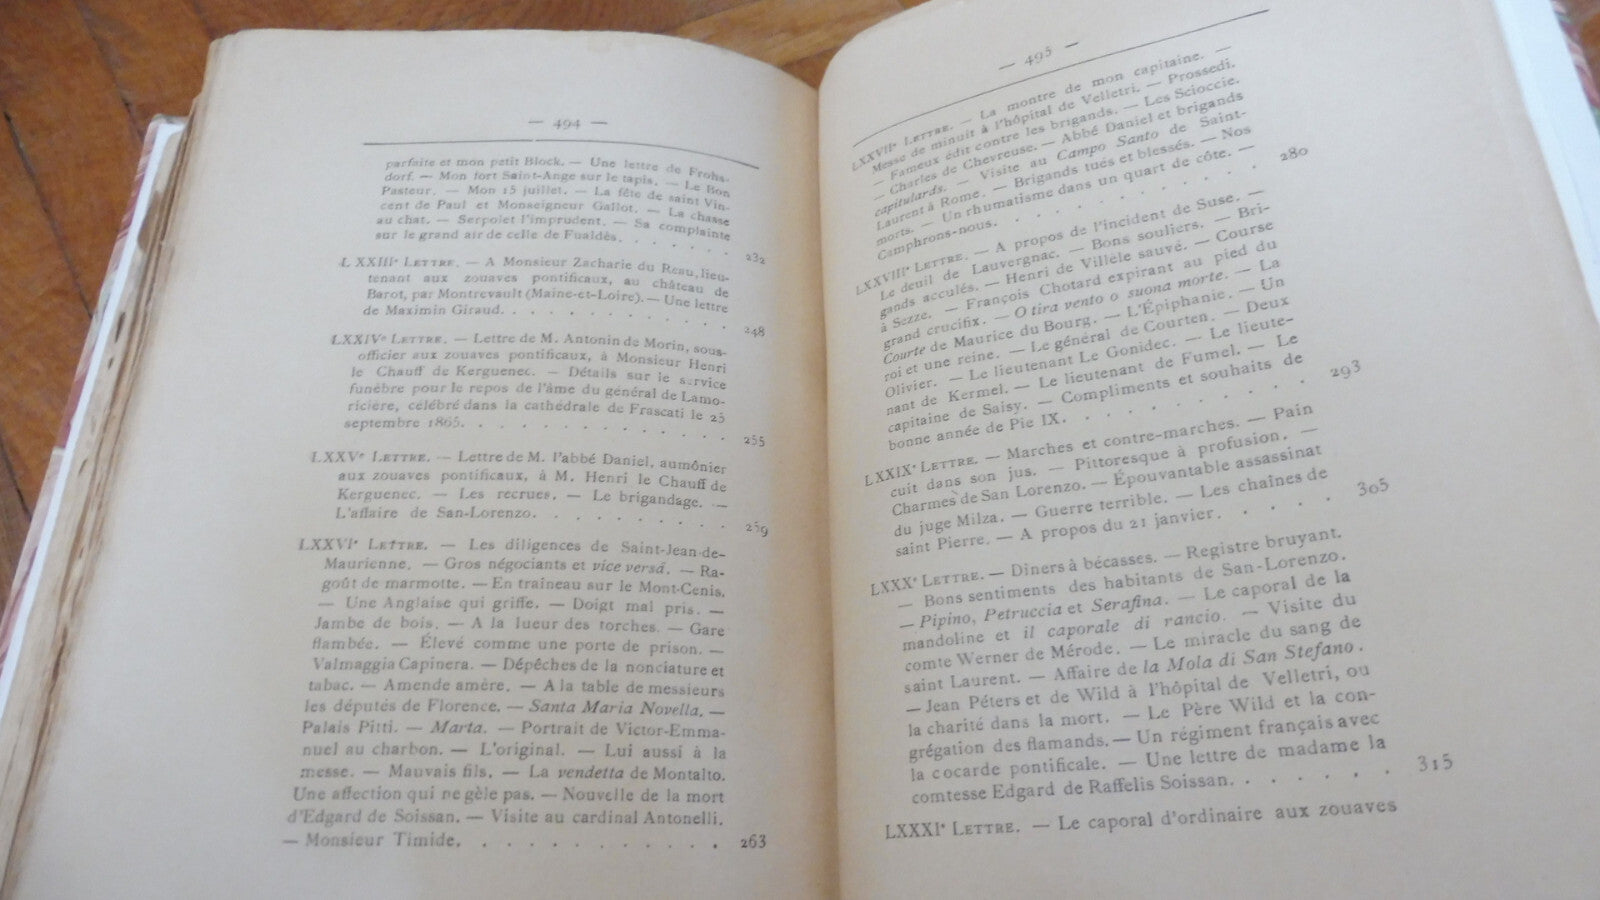 — 494 —
parfaite et mon petit Block. — Une lettre de Frohs-
dorf. — Mon fort Saint-Ange sur le tapis. — Le Bon
Pasteur. — Mon 15 juillet. — La fête de saint Vin-
cent de Paul et Monseigneur Gallot. — La chasse
au chat. — Serpolet l'imprudent. — Sa complainte
sur le grand air de celle de Fualdès. . . . . . . 232
LXXIIIe LETTRE. — A Monsieur Zacharie du Reau, lieu-
tenant aux zouaves pontificaux, au château de
Barot, par Montrevault (Maine-et-Loire). — Une lettre
de Maximin Giraud. . . . . . . . . . . . 248
LXXIVe LETTRE. — Lettre de M. Antonin de Morin, sous-
officier aux zouaves pontificaux, à Monsieur Henri
le Chauff de Kerguenec. — Détails sur le service
funèbre pour le repos de l'âme du général de Lamo-
ricière, célébré dans la cathédrale de Frascati le 25
septembre 1865. . . . . . . . . . . . . 255
LXXVe LETTRE. — Lettre de M. l'abbé Daniel, aumônier
aux zouaves pontificaux, à M. Henri le Chauff de
Kerguenec. — Les recrues. — Le brigandage. —
L'affaire de San-Lorenzo. . . . . . . . . . 259
LXXVIe LETTRE. — Les diligences de Saint-Jean-de-
Maurienne. — Gros négociants et vice versâ. — Ra-
goût de marmotte. — En traîneau sur le Mont-Cenis.
— Une Anglaise qui griffe. — Doigt mal pris. —
Jambe de bois. — A la lueur des torches. — Gare
flambée. — Élevé comme une porte de prison. —
Valmaggia Capinera. — Dépêches de la nonciature et
tabac. — Amende amère. — A la table de messieurs
les députés de Florence. — Santa Maria Novella. —
Palais Pitti. — Marta. — Portrait de Victor-Emma-
nuel au charbon. — L'original. — Lui aussi à la
messe. — Mauvais fils. — La vendetta de Montalto.
Une affection qui ne gèle pas. — Nouvelle de la mort
d'Edgard de Soissan. — Visite au cardinal Antonelli.
— Monsieur Timide. . . . . . . . . . . . 263
— 495 —
LXXVIIe LETTRE. — La montre de mon capitaine. —
Messe de minuit à l'hôpital de Velletri. — Prossedi.
— Fameux édit contre les brigands. — Les Scioccie.
— Charles de Chevreuse. — Abbé Daniel et brigands
capitulards. — Visite au Campo Santo de Saint-
Laurent à Rome. — Brigands tués et blessés. — Nos
morts. — Un rhumatisme dans un quart de côte. —
Camphrons-nous. . . . . . . . . . . . 280
LXXVIIIe LETTRE. — A propos de l'incident de Suse. —
Le deuil de Lauvergnac. — Bons souliers. — Bri-
gands acculés. — Henri de Villèle sauvé. — Course
à Sezze. — François Chotard expirant au pied du
grand crucifix. — O tira vento o suona morte. — La
Courte de Maurice du Bourg. — L'Épiphanie. — Un
roi et une reine. — Le général de Courten. — Deux
Olivier. — Le lieutenant Le Gonidec. — Le lieute-
nant de Kermel. — Le lieutenant de Fumel. — Le
capitaine de Saisy. — Compliments et souhaits de
bonne année de Pie IX. . . . . . . . . . 293
LXXIXe LETTRE. — Marches et contre-marches. — Pain
cuit dans son jus. — Pittoresque à profusion. —
Charmes de San Lorenzo. — Épouvantable assassinat
du juge Milza. — Guerre terrible. — Les chaînes de
saint Pierre. — A propos du 21 janvier. . . . . 305
LXXXe LETTRE. — Dîners à bécasses. — Registre bruyant.
— Bons sentiments des habitants de San-Lorenzo.
— Pipino, Petruccia et Serafina. — Le caporal de la
mandoline et il caporale di rancio. — Visite du
comte Werner de Mérode. — Le miracle du sang de
saint Laurent. — Affaire de la Mola di San Stefano.
— Jean Péters et de Wild à l'hôpital de Velletri, ou
la charité dans la mort. — Le Père Wild et la con-
grégation des flamands. — Un régiment français avec
la cocarde pontificale. — Une lettre de madame la
comtesse Edgard de Raffelis Soissan. . . . . . . 315
LXXXIe LETTRE. — Le caporal d'ordinaire aux zouaves